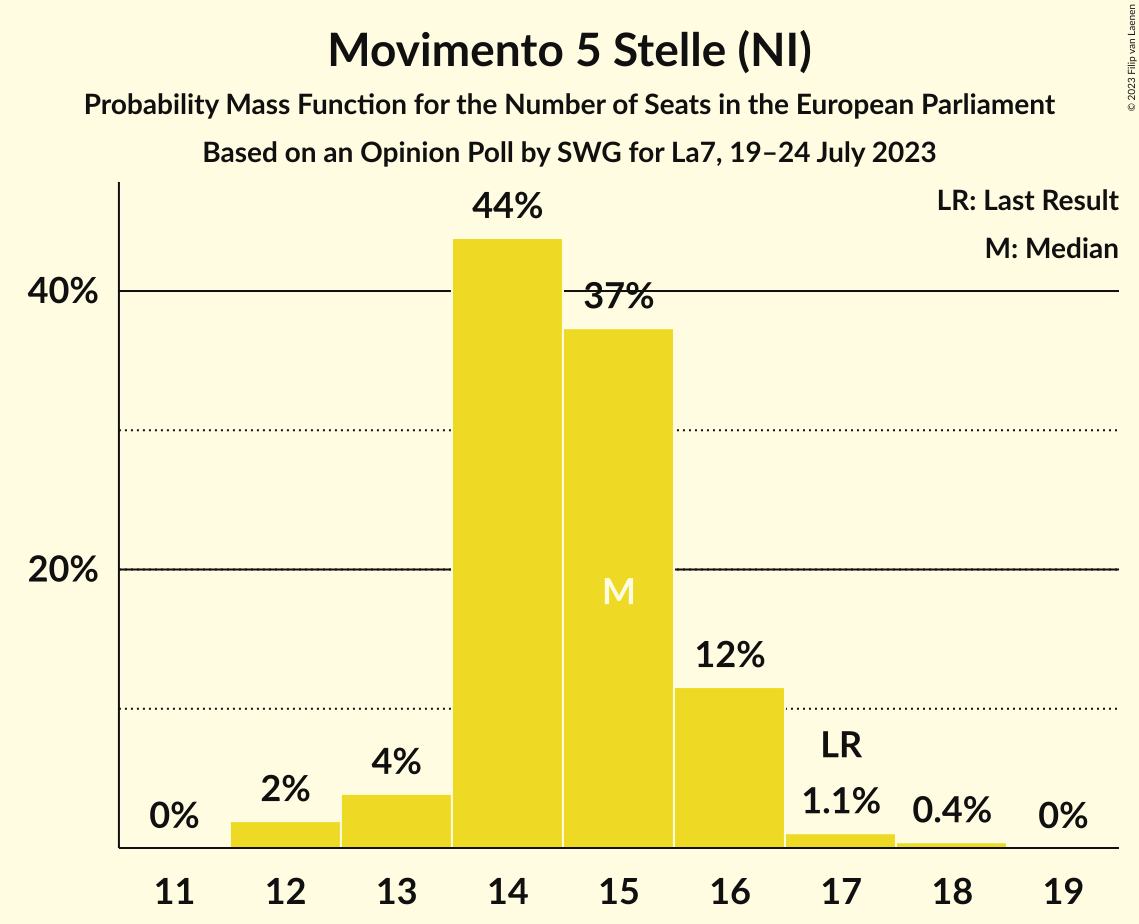 Movimento 5 Stelle (NI)
Probability Mass Function for the Number of Seats in the European Parliament
Based on an Opinion Poll by SWG for La7, 19–24 July 2023
© 2023 Filip van Laenen
LR: Last Result
M: Median
40%
20%
0%
2%
4%
44%
37%
M
12%
LR
1.1%
0.4%
0%
11 12 13 14 15 16 17 18 19